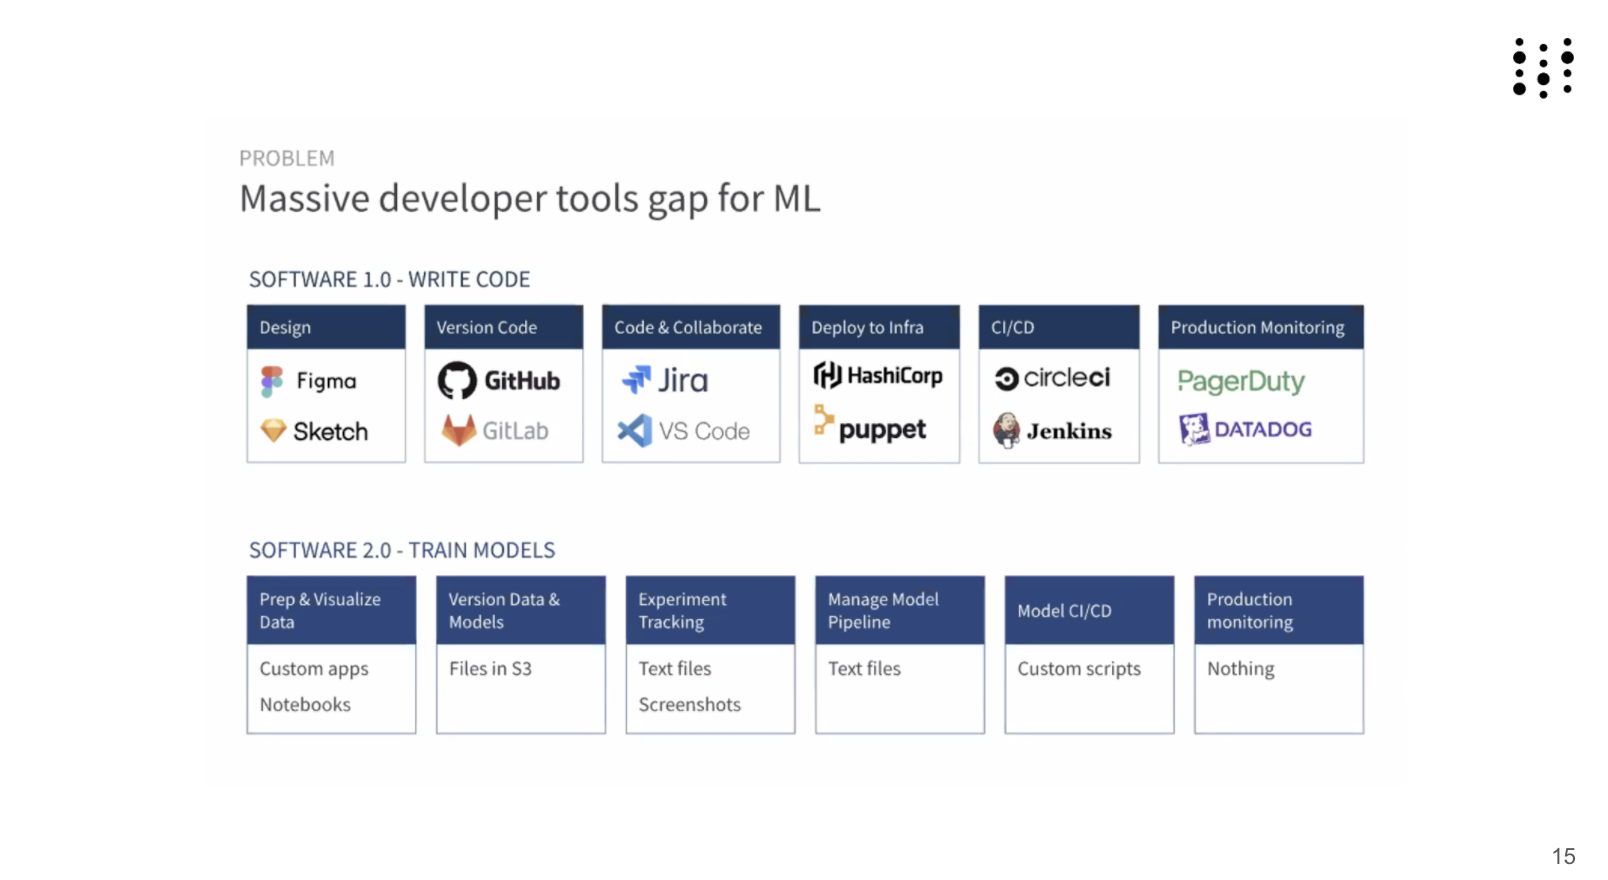 PROBLEM
Massive developer tools gap for ML
SOFTWARE 1.0 - WRITE CODE
Design
Figma
Sketch
Version Code
GitHub
GitLab
Code & Collaborate
Jira
VS Code
Deploy to Infra
HashiCorp
puppet
CI/CD
circleci
Jenkins
Production Monitoring
PagerDuty
DATADOG
SOFTWARE 2.0 - TRAIN MODELS
Prep & Visualize
Data
Custom apps
Notebooks
Version Data &
Models
Files in S3
Experiment
Tracking
Text files
Screenshots
Manage Model
Pipeline
Text files
Model CI/CD
Custom scripts
Production
monitoring
Nothing
15